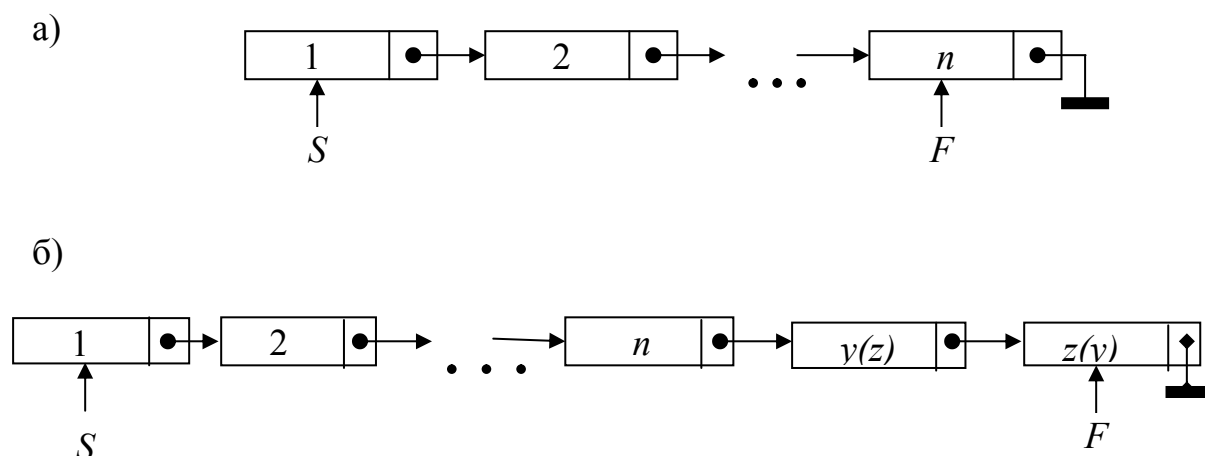 а)
1 2 ... n
S F
б)
1 2 ... n y(z) z(y)
S F